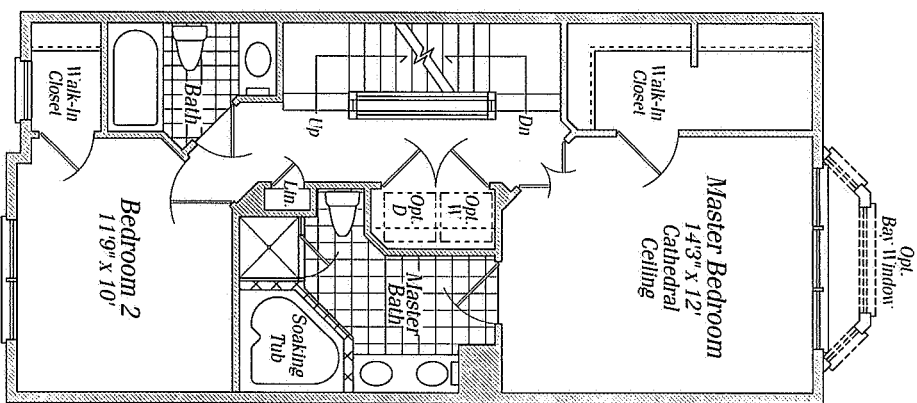 Walk-In
Closet
Bath
Up
Dn
Walk-In
Closet
Lin.
Opt.
D
Opt.
W
Master Bedroom
14'3" x 12'
Cathedral
Ceiling
Opt.
Bay Window
Bedroom 2
11'9" x 10'
Master
Bath
Soaking
Tub